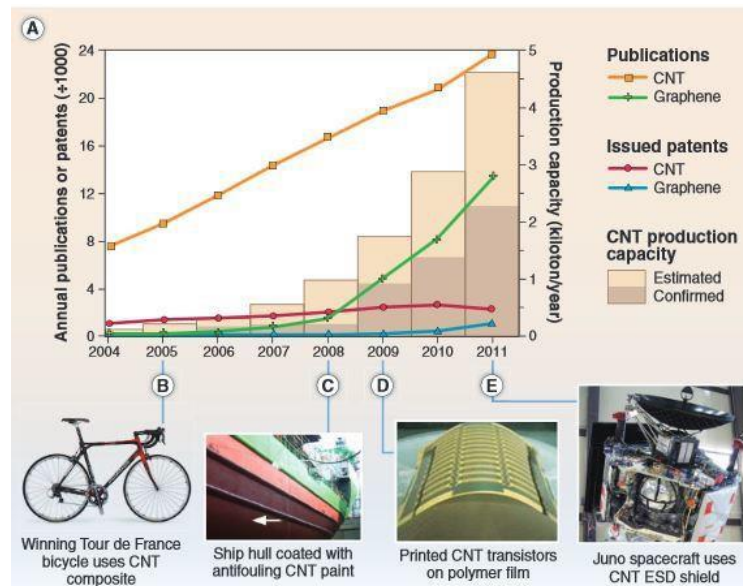 A
Annual publications or patents (÷1000)
24
20
16
12
8
4
0
Production capacity (kiloton/year)
5
4
3
2
1
0
2004 2005 2006 2007 2008 2009 2010 2011
Publications
CNT
Graphene
Issued patents
CNT
Graphene
CNT production
capacity
Estimated
Confirmed
B
C
D
E
Winning Tour de France
bicycle uses CNT
composite
Ship hull coated with
antifouling CNT paint
Printed CNT transistors
on polymer film
Juno spacecraft uses
CNT ESD shield